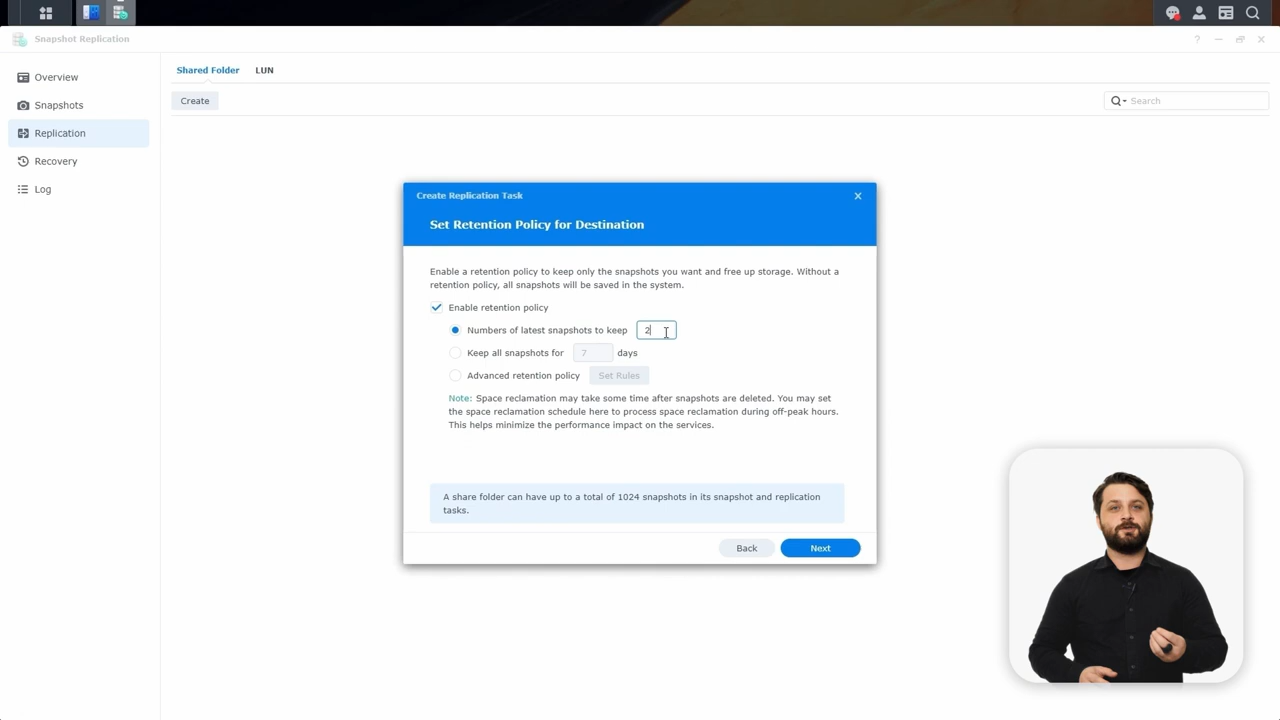 Snapshot Replication
?
Overview
Snapshots
Replication
Recovery
Log
Shared Folder LUN
Create
Search
Create Replication Task
Set Retention Policy for Destination
Enable a retention policy to keep only the snapshots you want and free up storage. Without a
retention policy, all snapshots will be saved in the system.
Enable retention policy
Numbers of latest snapshots to keep 2
Keep all snapshots for 7 days
Advanced retention policy Set Rules
Note: Space reclamation may take some time after snapshots are deleted. You may set
the space reclamation schedule here to process space reclamation during off-peak hours.
This helps minimize the performance impact on the services.
A share folder can have up to a total of 1024 snapshots in its snapshot and replication
tasks.
Back Next